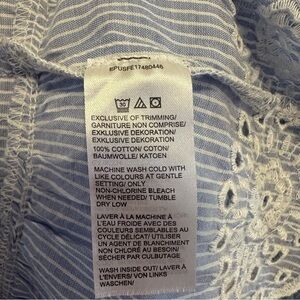 EPUSFE17480446
EXCLUSIVE OF TRIMMING/
GARNITURE NON COMPRISE/
EXKLUSIVE DEKORATION/
EXKLUSIVE DEKORATION/
100% COTTON/ COTON/
BAUMWOLLE/ KATOEN
MACHINE WASH COLD WITH
LIKE COLOURS AT GENTLE
SETTING/ ONLY
NON-CHLORINE BLEACH
WHEN NEEDED/ TUMBLE
DRY LOW
LAVER À LA MACHINE À
L'EAU FROIDE AVEC DES
COULEURS SEMBLABLES AU
CYCLE DÉLICAT/ UTILISER
UN AGENT DE BLANCHIMENT
NON CHLORÉ AU BESOIN/
SÉCHER PAR CULBUTAGE
WASH INSIDE OUT/ LAVER À
L'ENVERS/ VON LINKS
WASCHEN/